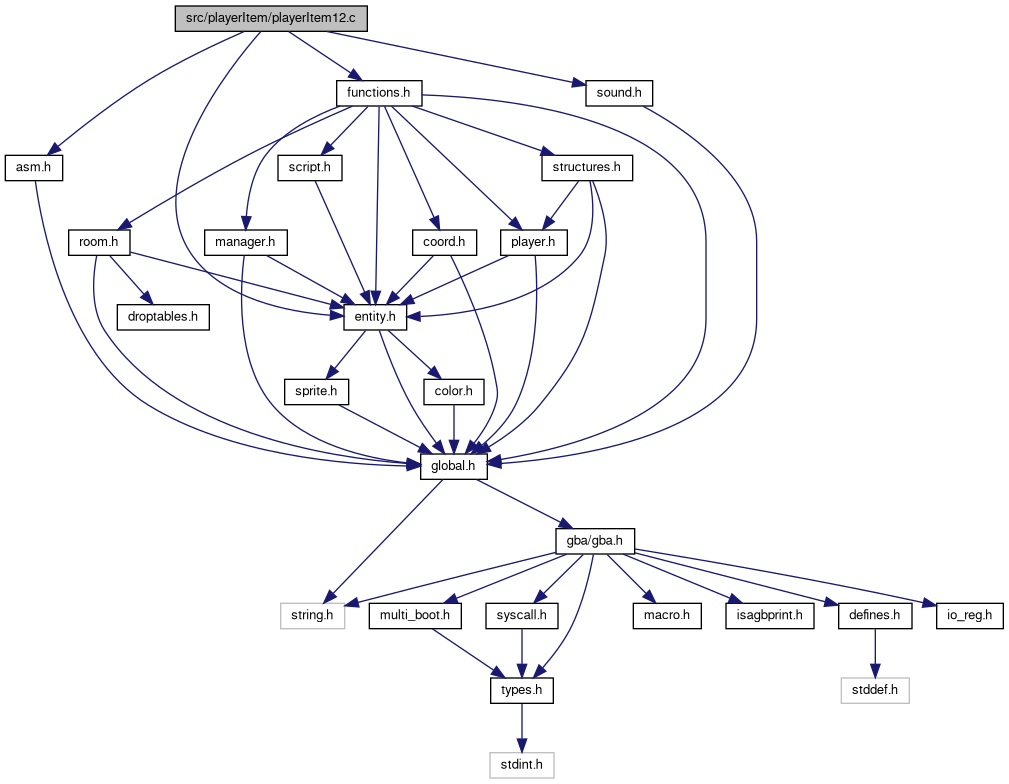 src/playerItem/playerItem12.c
functions.h
sound.h
asm.h
script.h
structures.h
room.h
manager.h
coord.h
player.h
droptables.h
entity.h
sprite.h
color.h
global.h
gba/gba.h
string.h
multi_boot.h
syscall.h
macro.h
isagbprint.h
defines.h
io_reg.h
types.h
stddef.h
stdint.h